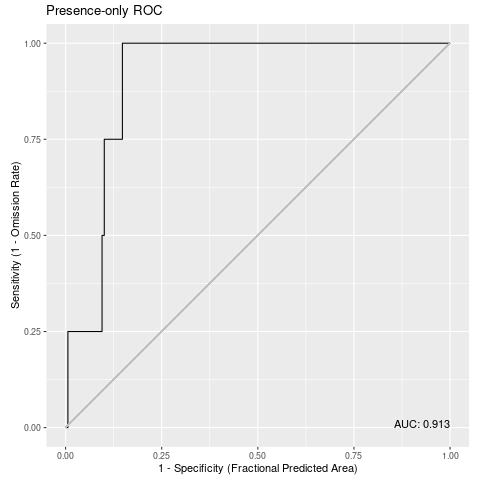 Presence-only ROC
Sensitivity (1 - Omission Rate)
1.00
0.75
0.50
0.25
0.00
AUC: 0.913
0.00 0.25 0.50 0.75 1.00
1 - Specificity (Fractional Predicted Area)